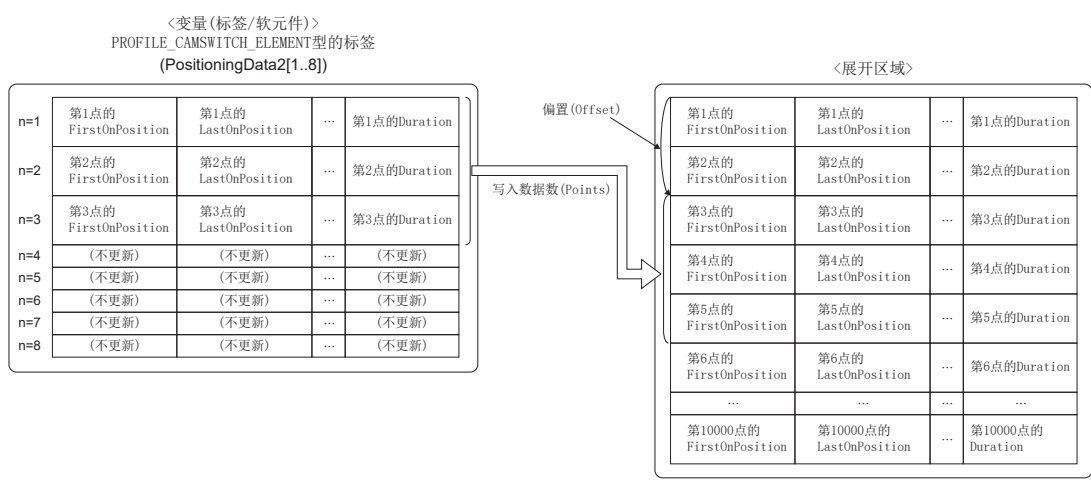 <变量(标签/软元件)>
PROFILE_CAMSWITCH_ELEMENT型的标签
(PositioningData2[1..8])
n=1
第1点的
FirstOnPosition
第1点的
LastOnPosition
…
第1点的Duration
n=2
第2点的
FirstOnPosition
第2点的
LastOnPosition
…
第2点的Duration
n=3
第3点的
FirstOnPosition
第3点的
LastOnPosition
…
第3点的Duration
n=4
(不更新)
(不更新)
…
(不更新)
n=5
(不更新)
(不更新)
…
(不更新)
n=6
(不更新)
(不更新)
…
(不更新)
n=7
(不更新)
(不更新)
…
(不更新)
n=8
(不更新)
(不更新)
…
(不更新)
偏置(Offset)
写入数据数(Points)
<展开区域>
第1点的
FirstOnPosition
第1点的
LastOnPosition
…
第1点的Duration
第2点的
FirstOnPosition
第2点的
LastOnPosition
…
第2点的Duration
第3点的
FirstOnPosition
第3点的
LastOnPosition
…
第3点的Duration
第4点的
FirstOnPosition
第4点的
LastOnPosition
…
第4点的Duration
第5点的
FirstOnPosition
第5点的
LastOnPosition
…
第5点的Duration
第6点的
FirstOnPosition
第6点的
LastOnPosition
…
第6点的Duration
…
…
…
…
第10000点的
FirstOnPosition
第10000点的
LastOnPosition
…
第10000点的
Duration